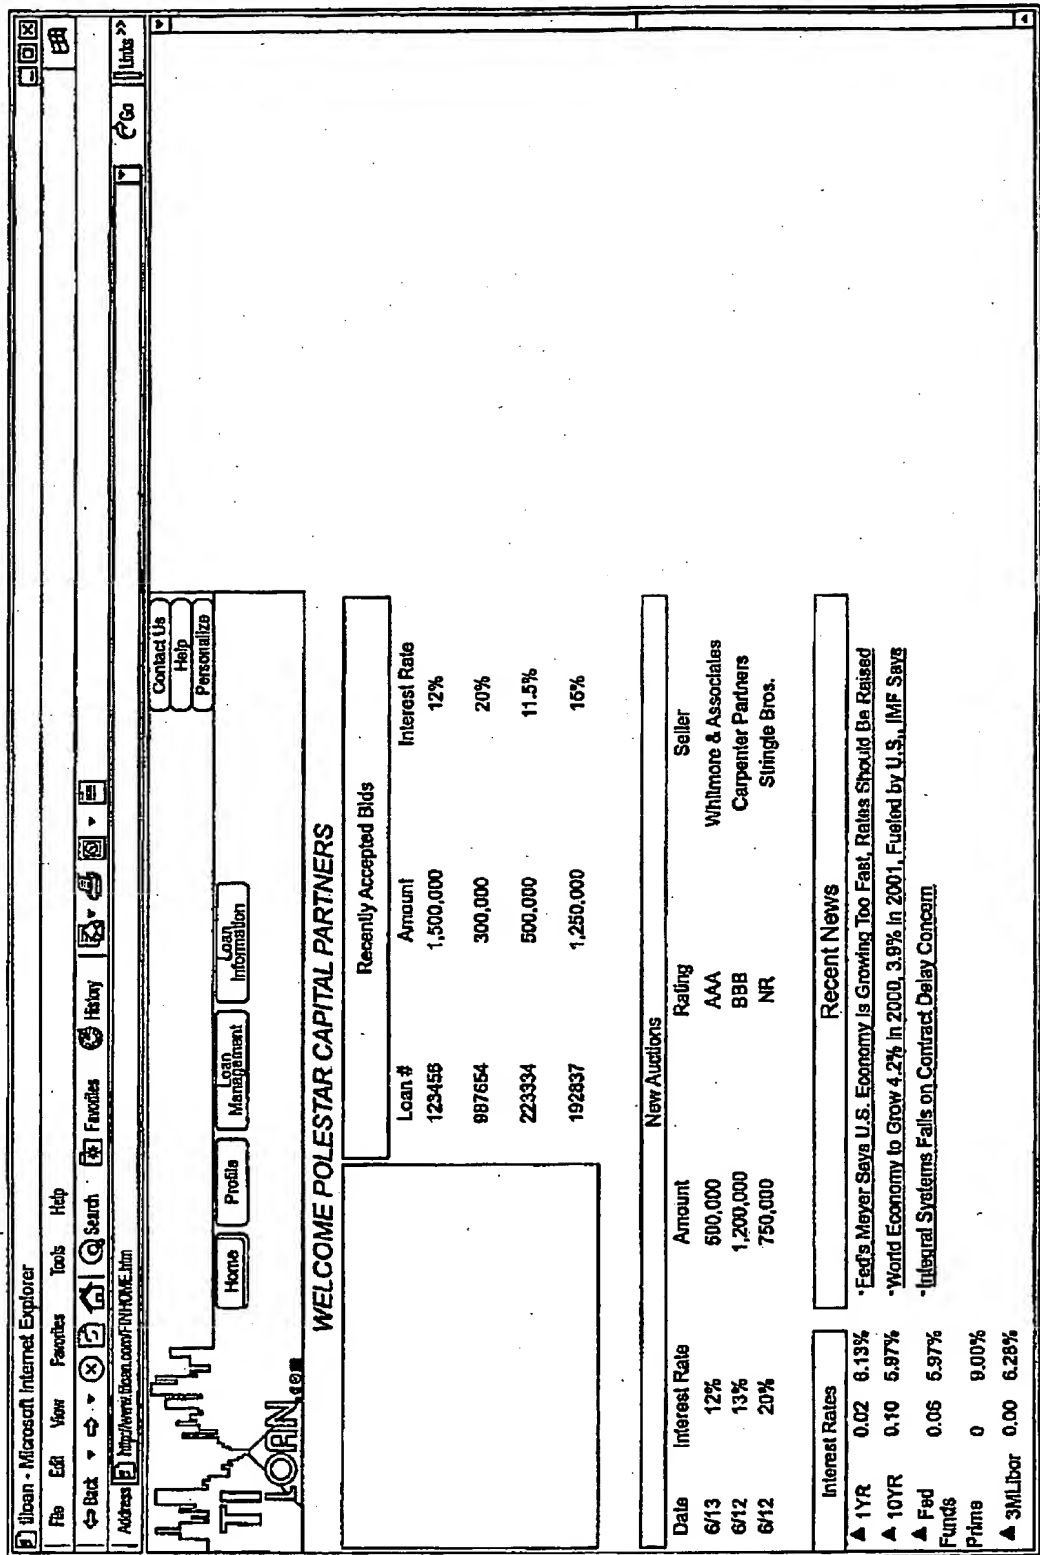 tiloan - Microsoft Internet Explorer
File Edit View Favorites Tools Help
Back Search Favorites History
Address http://www.tiloan.com/FINHOME.htm Go Links >>
TI LOAN.com
Contact Us
Help
Personalize
Home Profile Loan Management Loan Information
WELCOME POLESTAR CAPITAL PARTNERS
Recently Accepted Bids
Loan # Amount Interest Rate
123456 1,500,000 12%
987654 300,000 20%
223334 500,000 11.5%
192837 1,250,000 15%
New Auctions
Date Interest Rate Amount Rating Seller
6/13 12% 500,000 AAA Whitmore & Associates
6/12 13% 1,200,000 BBB Carpenter Partners
6/12 20% 750,000 NR Stringle Bros.
Interest Rates
▲ 1YR 0.02 6.13%
▲ 10YR 0.10 5.97%
▲ Fed Funds 0.06 5.97%
Prime 0 9.00%
▲ 3MLibor 0.00 6.28%
Recent News
•Fed's Meyer Says U.S. Economy Is Growing Too Fast, Rates Should Be Raised
•World Economy to Grow 4.2% in 2000, 3.9% in 2001, Fueled by U.S., IMF Says
•Integral Systems Falls on Contract Delay Concern